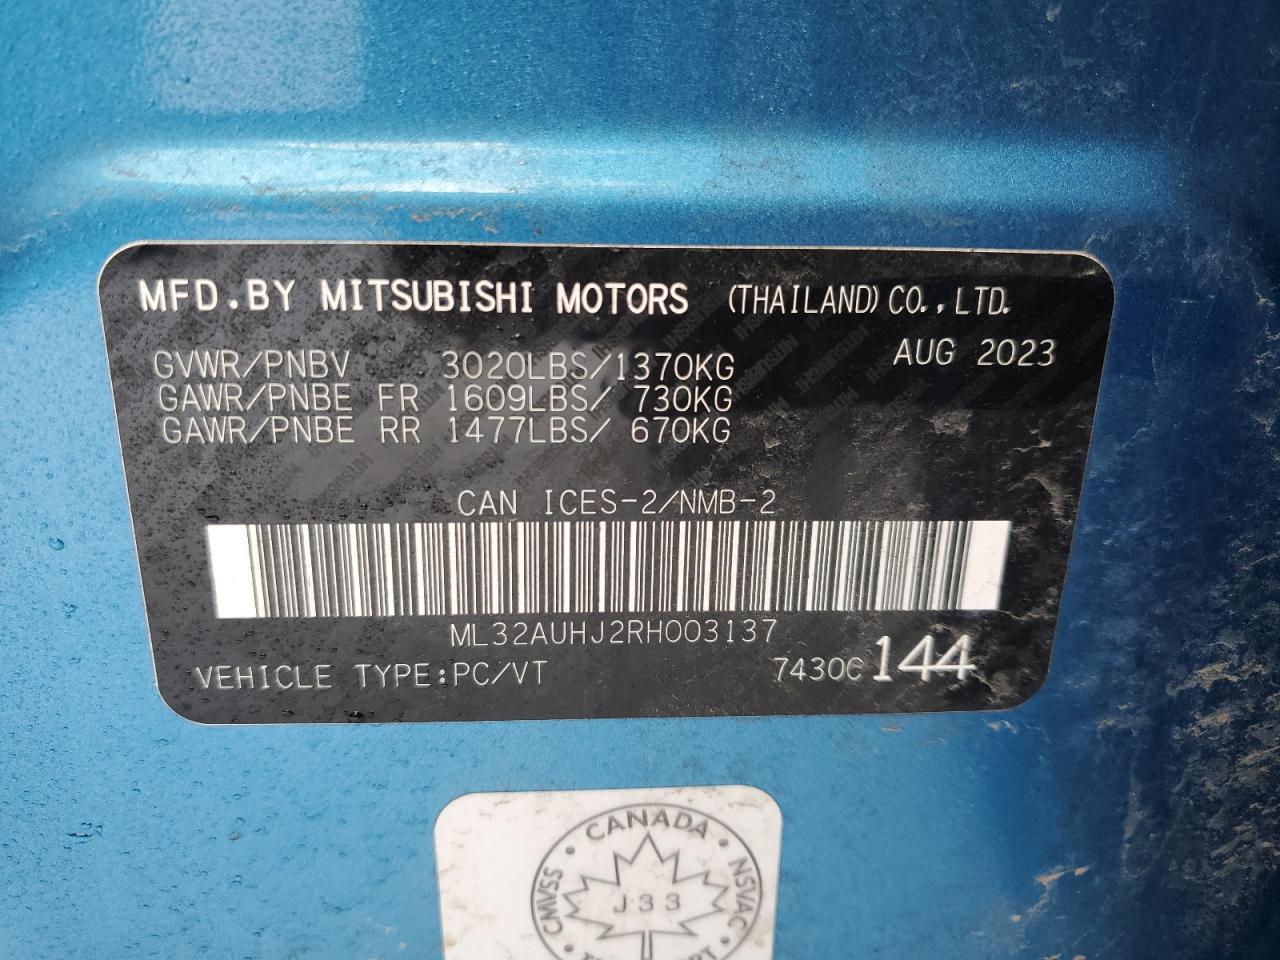 MFD.BY MITSUBISHI MOTORS (THAILAND) CO.,LTD.
AUG 2023
GVWR/PNBV 3020LBS/1370KG
GAWR/PNBE FR 1609LBS/ 730KG
GAWR/PNBE RR 1477LBS/ 670KG
CAN ICES-2/NMB-2
ML32AUHJ2RH003137
VEHICLE TYPE:PC/VT 7430C 144
CANADA
CMVSS
NSVAC
J33